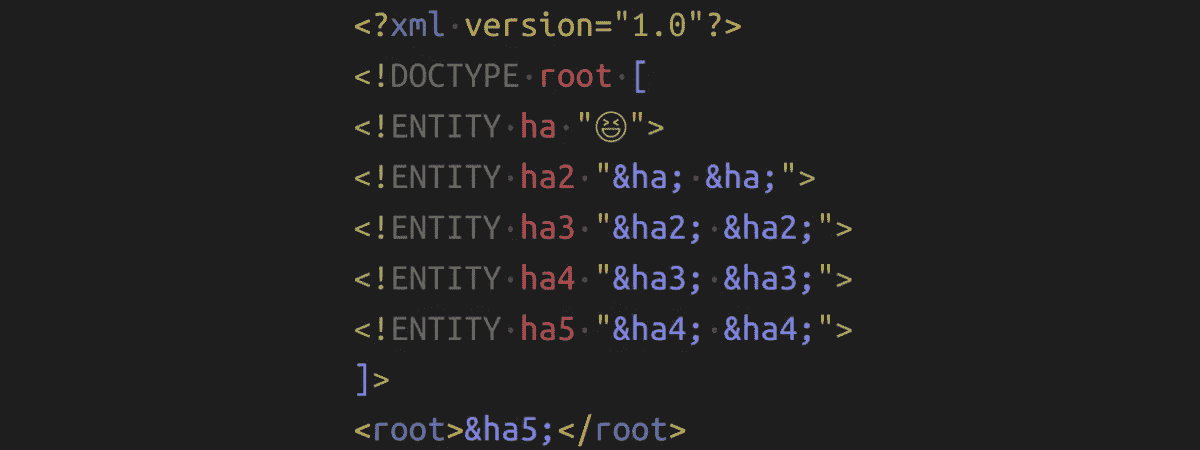 <?xml version="1.0"?>
<!DOCTYPE root [
<!ENTITY ha "😆">
<!ENTITY ha2 "&ha; &ha;">
<!ENTITY ha3 "&ha2; &ha2;">
<!ENTITY ha4 "&ha3; &ha3;">
<!ENTITY ha5 "&ha4; &ha4;">
]>
<root>&ha5;</root>